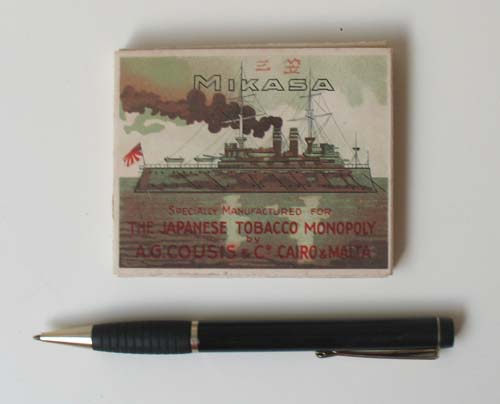 三笠
MIKASA
SPECIALLY MANUFACTURED FOR
THE JAPANESE TOBACCO MONOPOLY
by
A.G. COUSIS & Co. CAIRO & MALTA